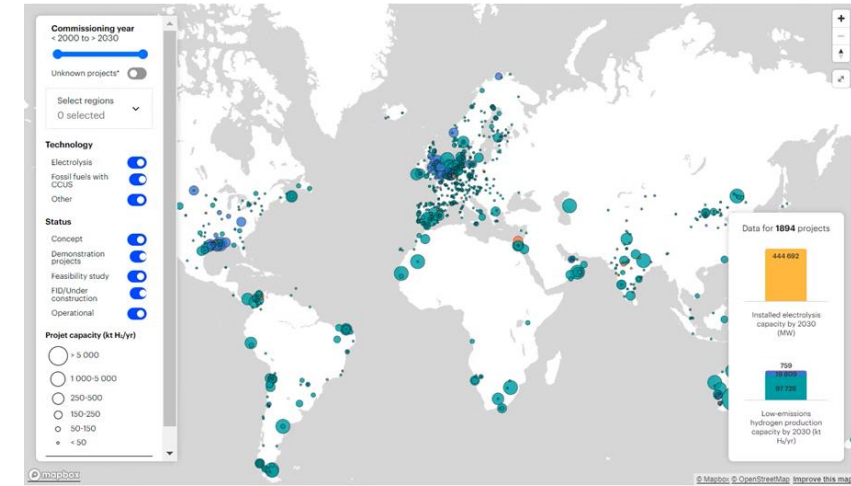 Commissioning year
< 2000 to > 2030
Unknown projects*
Select regions
0 selected
Technology
Electrolysis
Fossil fuels with
CCUS
Other
Status
Concept
Demonstration
projects
Feasibility study
FID/Under
construction
Operational
Projet capacity (kt H₂/yr)
> 5 000
1 000-5 000
250-500
150-250
50-150
< 50
mapbox
Data for 1894 projects
444 692
Installed electrolysis
capacity by 2030
(MW)
759
19 809
97 728
Low-emissions
hydrogen production
capacity by 2030 (kt
H₂/yr)
© Mapbox © OpenStreetMap Improve this map